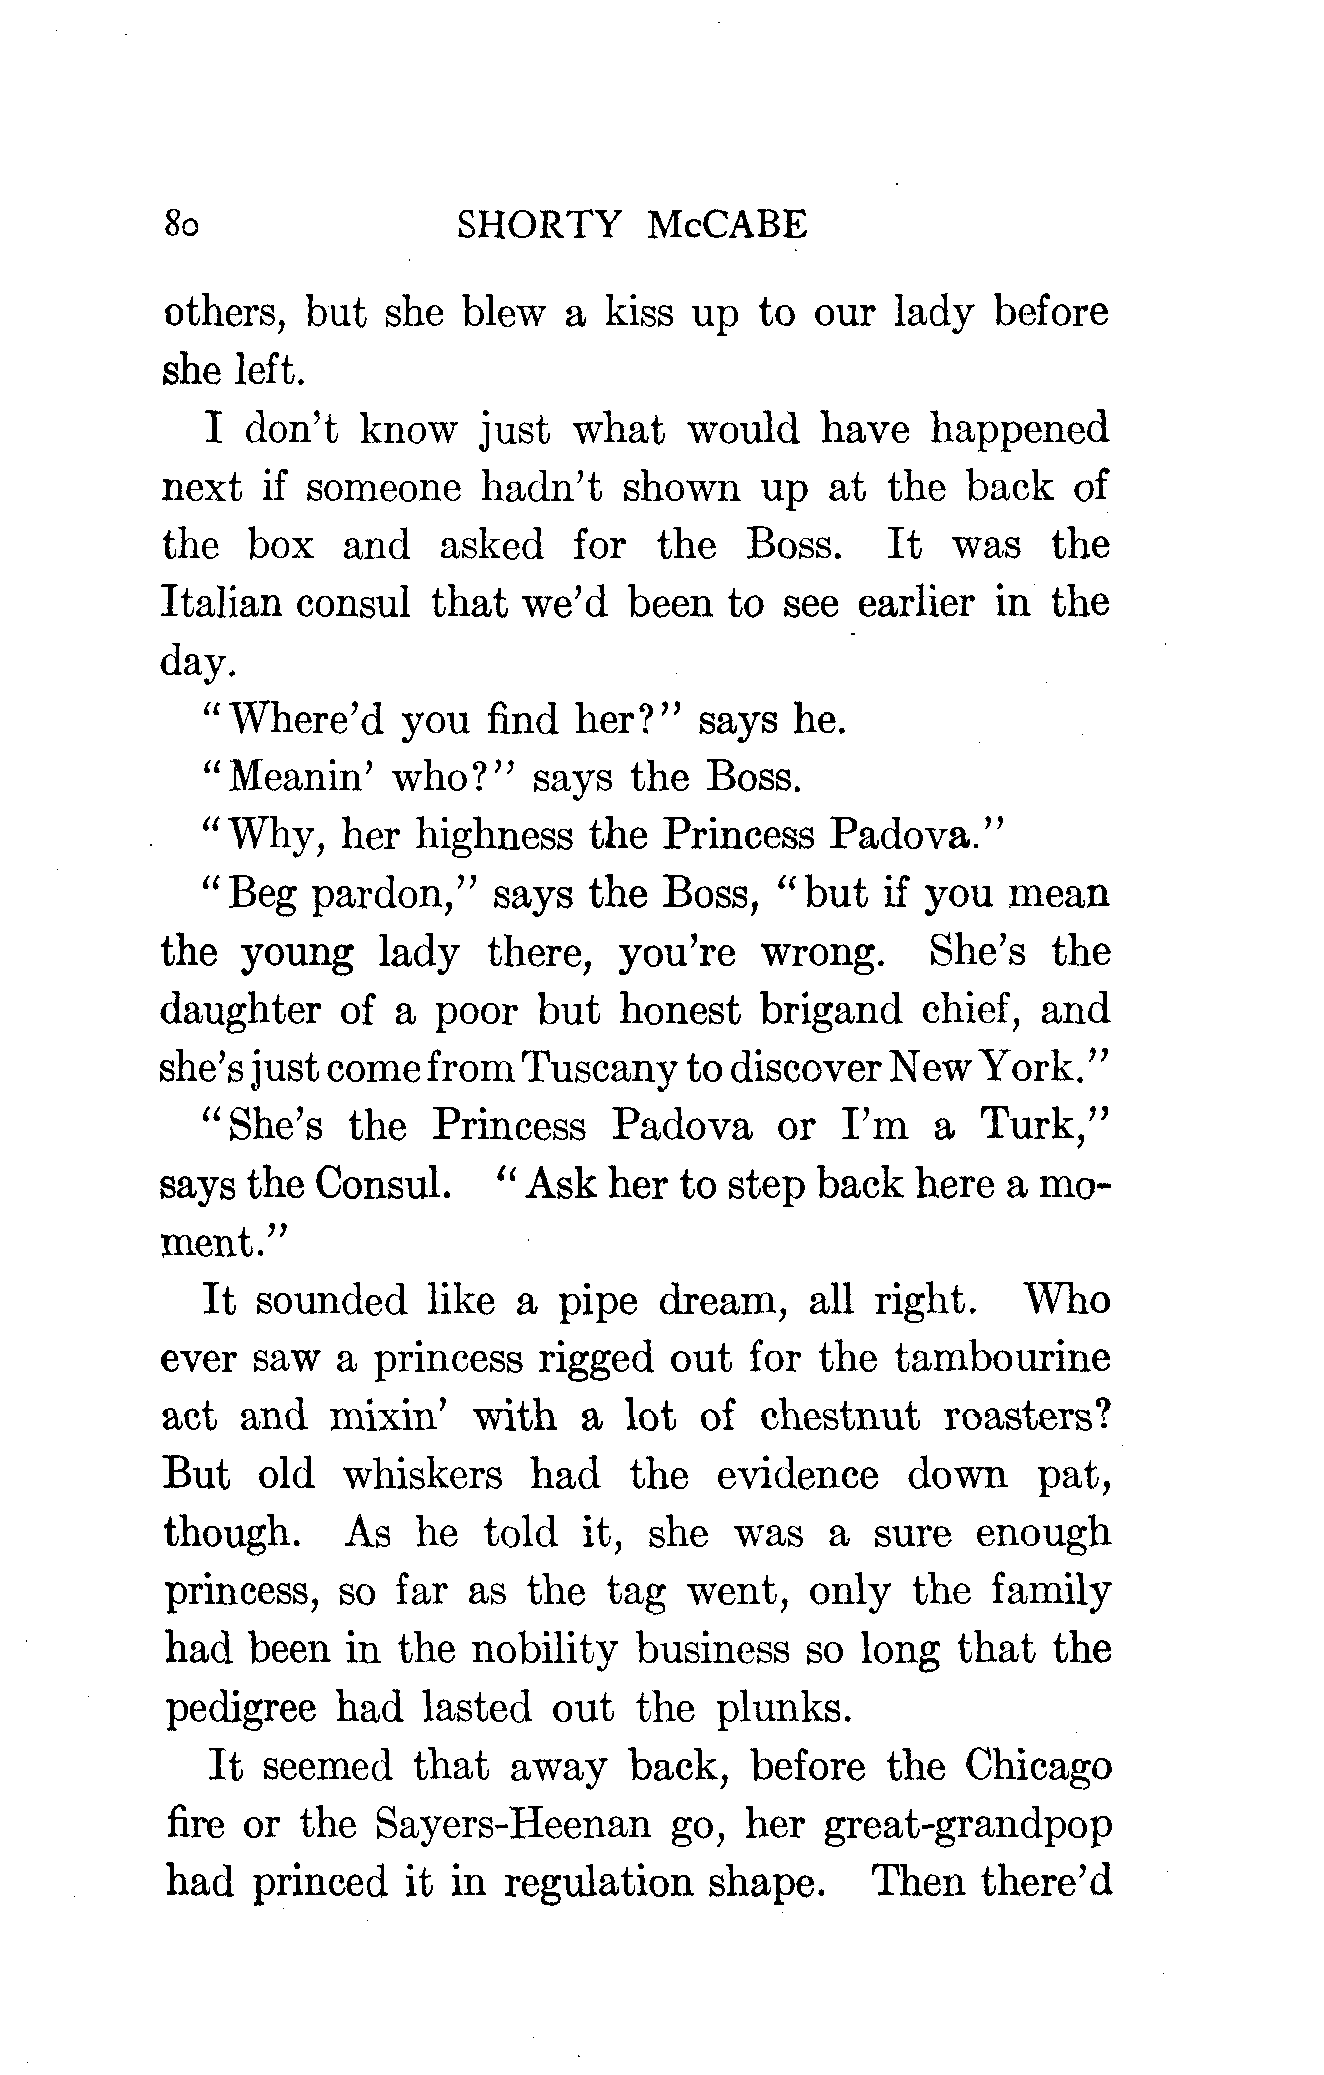 80 SHORTY McCABE
others, but she blew a kiss up to our lady before
she left.
I don't know just what would have happened
next if someone hadn't shown up at the back of
the box and asked for the Boss. It was the
Italian consul that we'd been to see earlier in the
day.
"Where'd you find her?" says he.
"Meanin' who?" says the Boss.
"Why, her highness the Princess Padova."
"Beg pardon," says the Boss, "but if you mean
the young lady there, you're wrong. She's the
daughter of a poor but honest brigand chief, and
she's just come from Tuscany to discover New York."
"She's the Princess Padova or I'm a Turk,"
says the Consul. "Ask her to step back here a mo-
ment."
It sounded like a pipe dream, all right. Who
ever saw a princess rigged out for the tambourine
act and mixin' with a lot of chestnut roasters?
But old whiskers had the evidence down pat,
though. As he told it, she was a sure enough
princess, so far as the tag went, only the family
had been in the nobility business so long that the
pedigree had lasted out the plunks.
It seemed that away back, before the Chicago
fire or the Sayers-Heenan go, her great-grandpop
had princed it in regulation shape. Then there'd